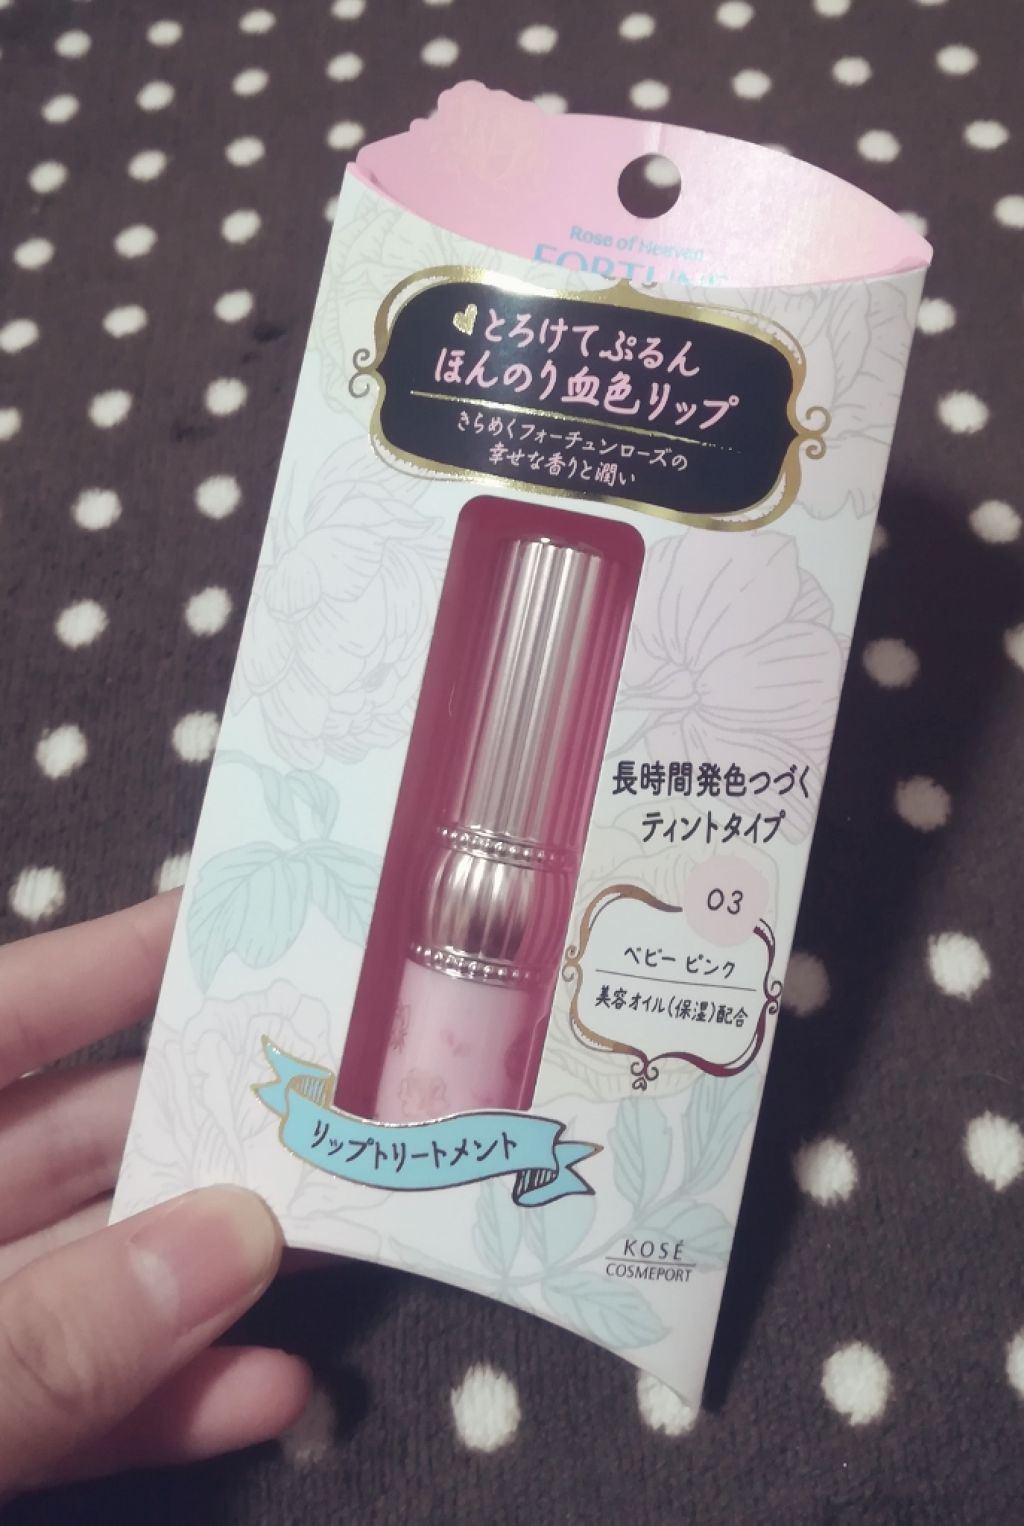 Rose of Heaven
FORTUNE
とろけてぷるん
ほんのり血色リップ
きらめくフォーチュンローズの
幸せな香りと潤い
長時間発色つづく
ティントタイプ
03
ベビー ピンク
美容オイル(保湿)配合
リップトリートメント
KOSÉ
COSMEPORT